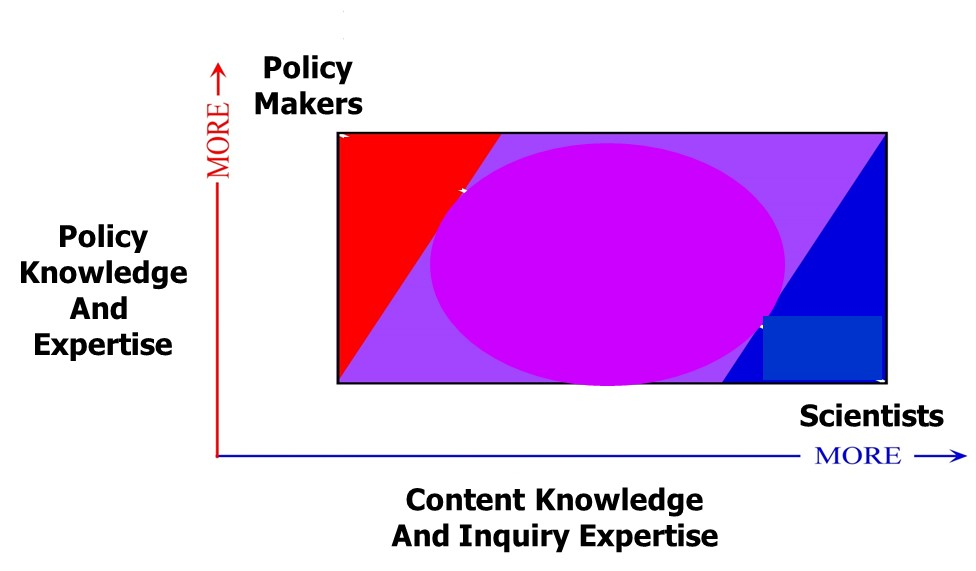 Policy
Makers
MORE
Policy
Knowledge
And
Expertise
Scientists
MORE
Content Knowledge
And Inquiry Expertise